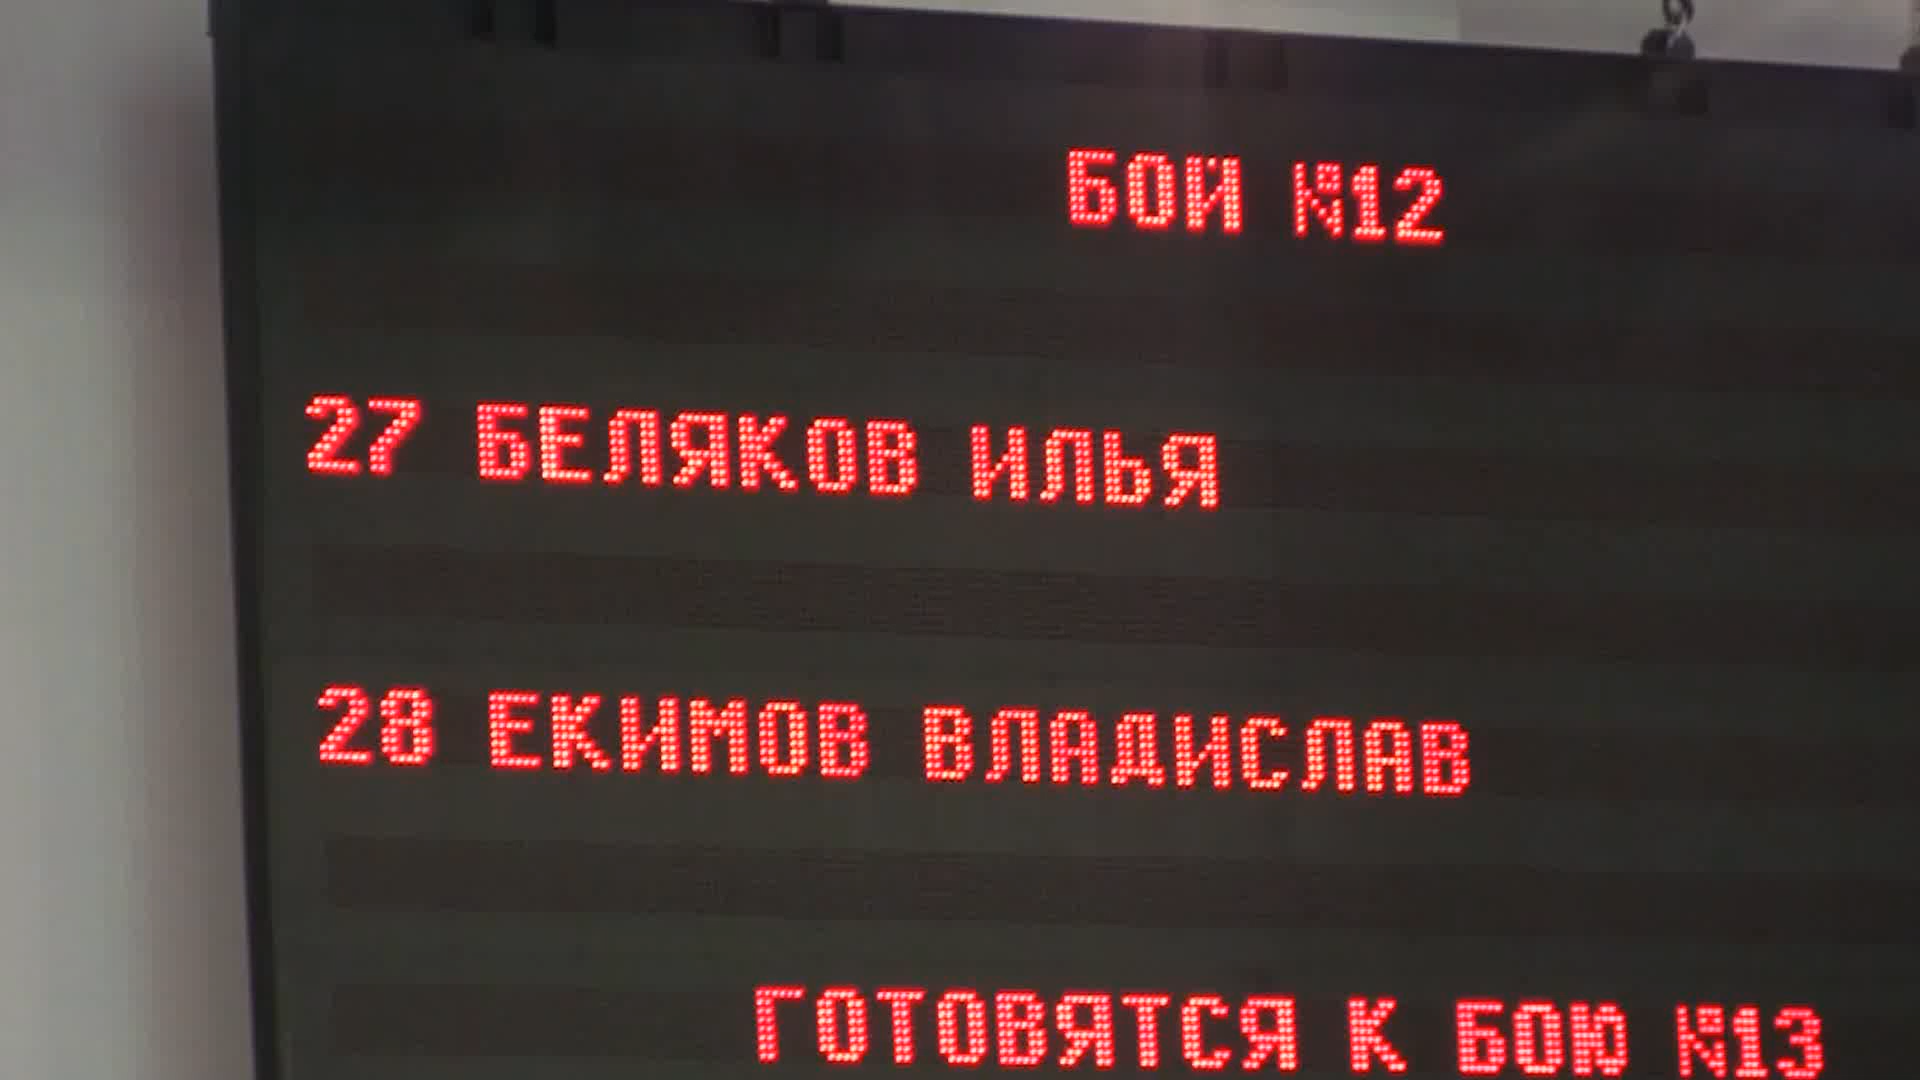 БОЙ №12
27 БЕЛЯКОВ ИЛЬЯ
28 ЕКИМОВ ВЛАДИСЛАВ
ГОТОВЯТСЯ К БОЮ №13